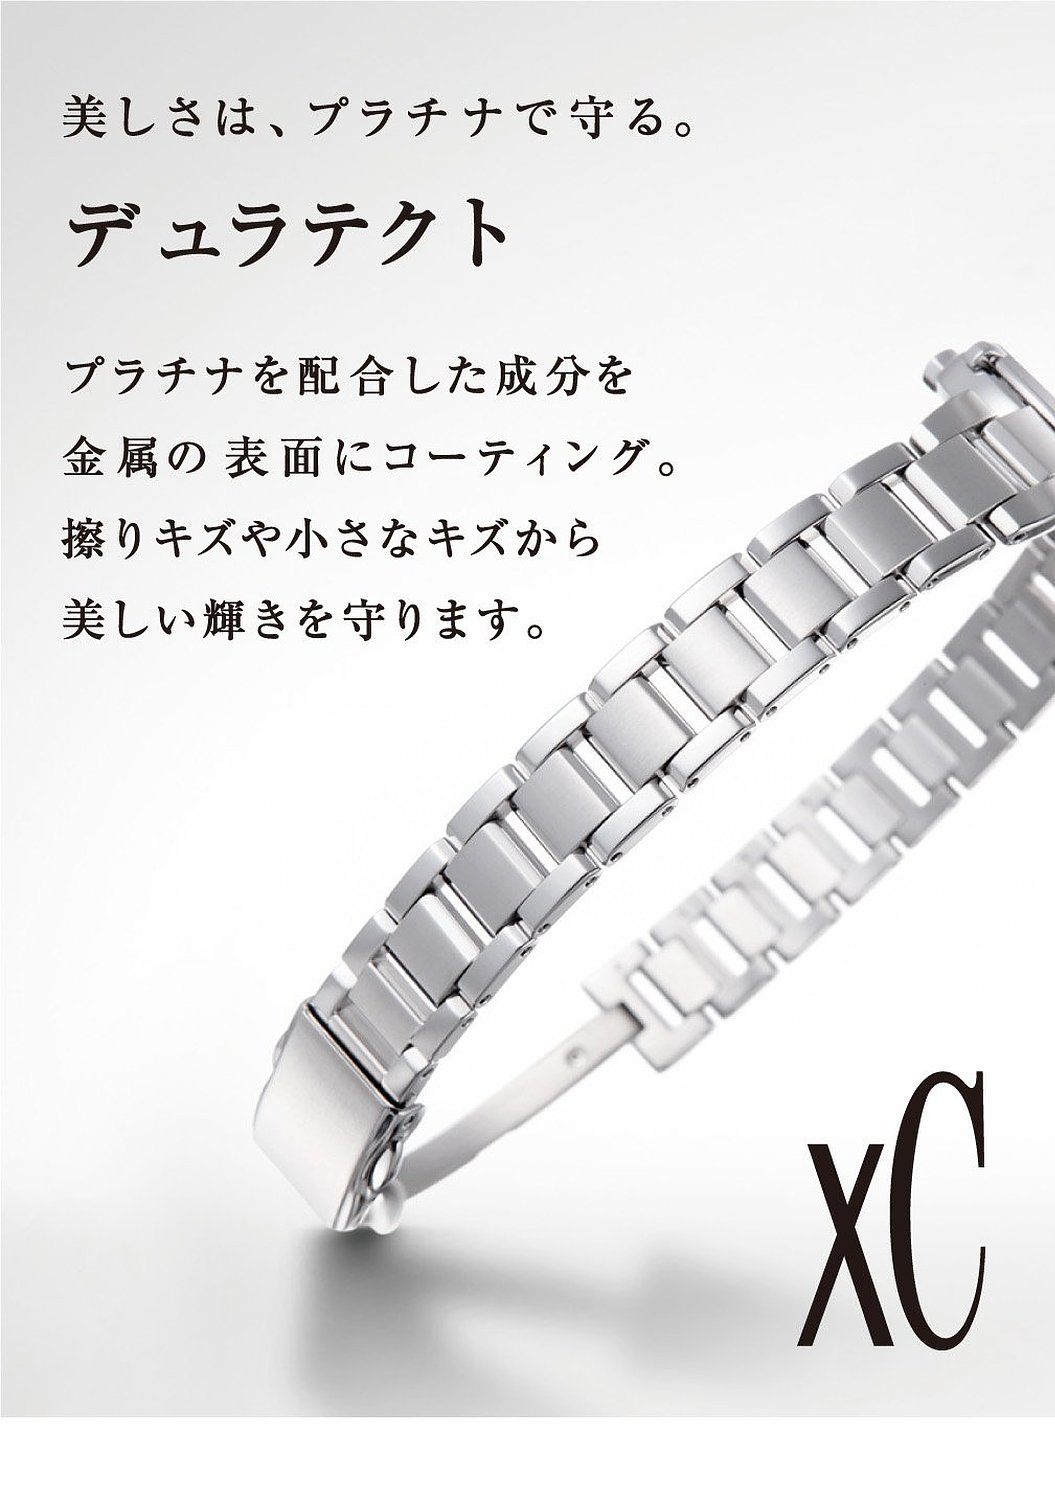 美しさは、プラチナで守る。
デュラテクト
プラチナを配合した成分を
金属の表面にコーティング。
擦りキズや小さなキズから
美しい輝きを守ります。
xC